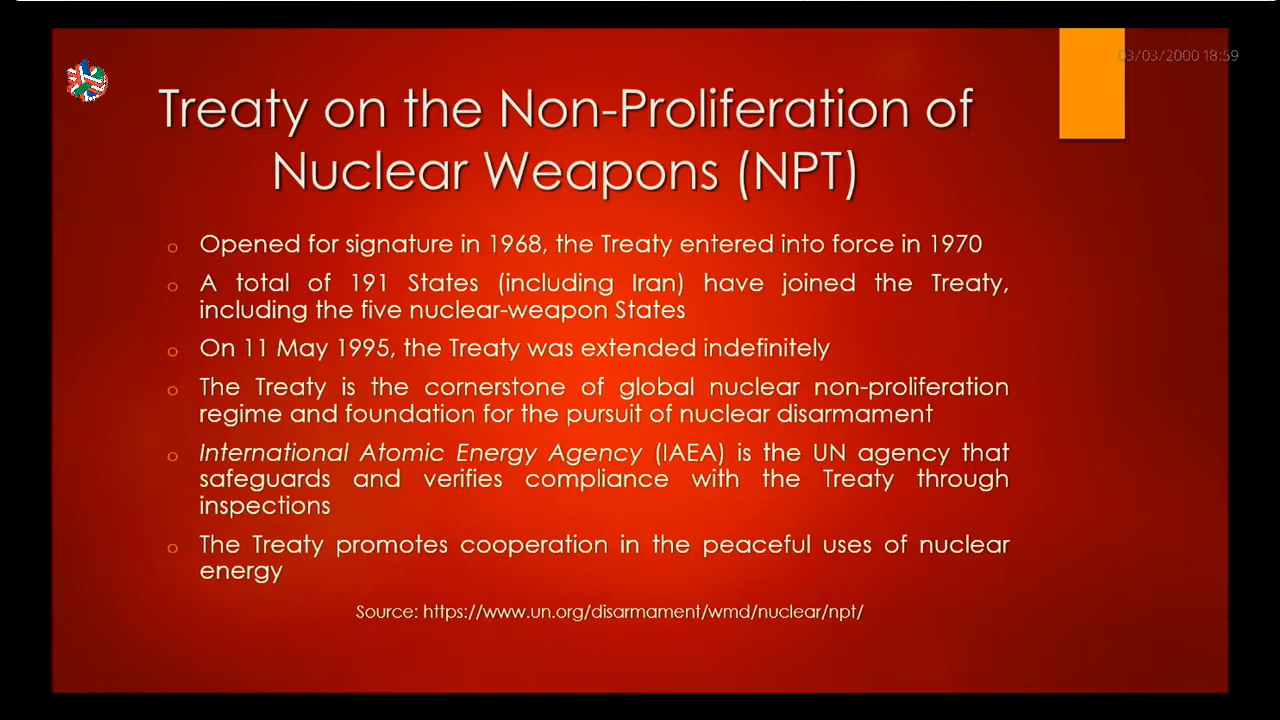 03/03/2000 18:59
Treaty on the Non-Proliferation of
Nuclear Weapons (NPT)
Opened for signature in 1968, the Treaty entered into force in 1970
A total of 191 States (including Iran) have joined the Treaty,
including the five nuclear-weapon States
On 11 May 1995, the Treaty was extended indefinitely
The Treaty is the cornerstone of global nuclear non-proliferation
regime and foundation for the pursuit of nuclear disarmament
International Atomic Energy Agency (IAEA) is the UN agency that
safeguards and verifies compliance with the Treaty through
inspections
The Treaty promotes cooperation in the peaceful uses of nuclear
energy
Source: https://www.un.org/disarmament/wmd/nuclear/npt/